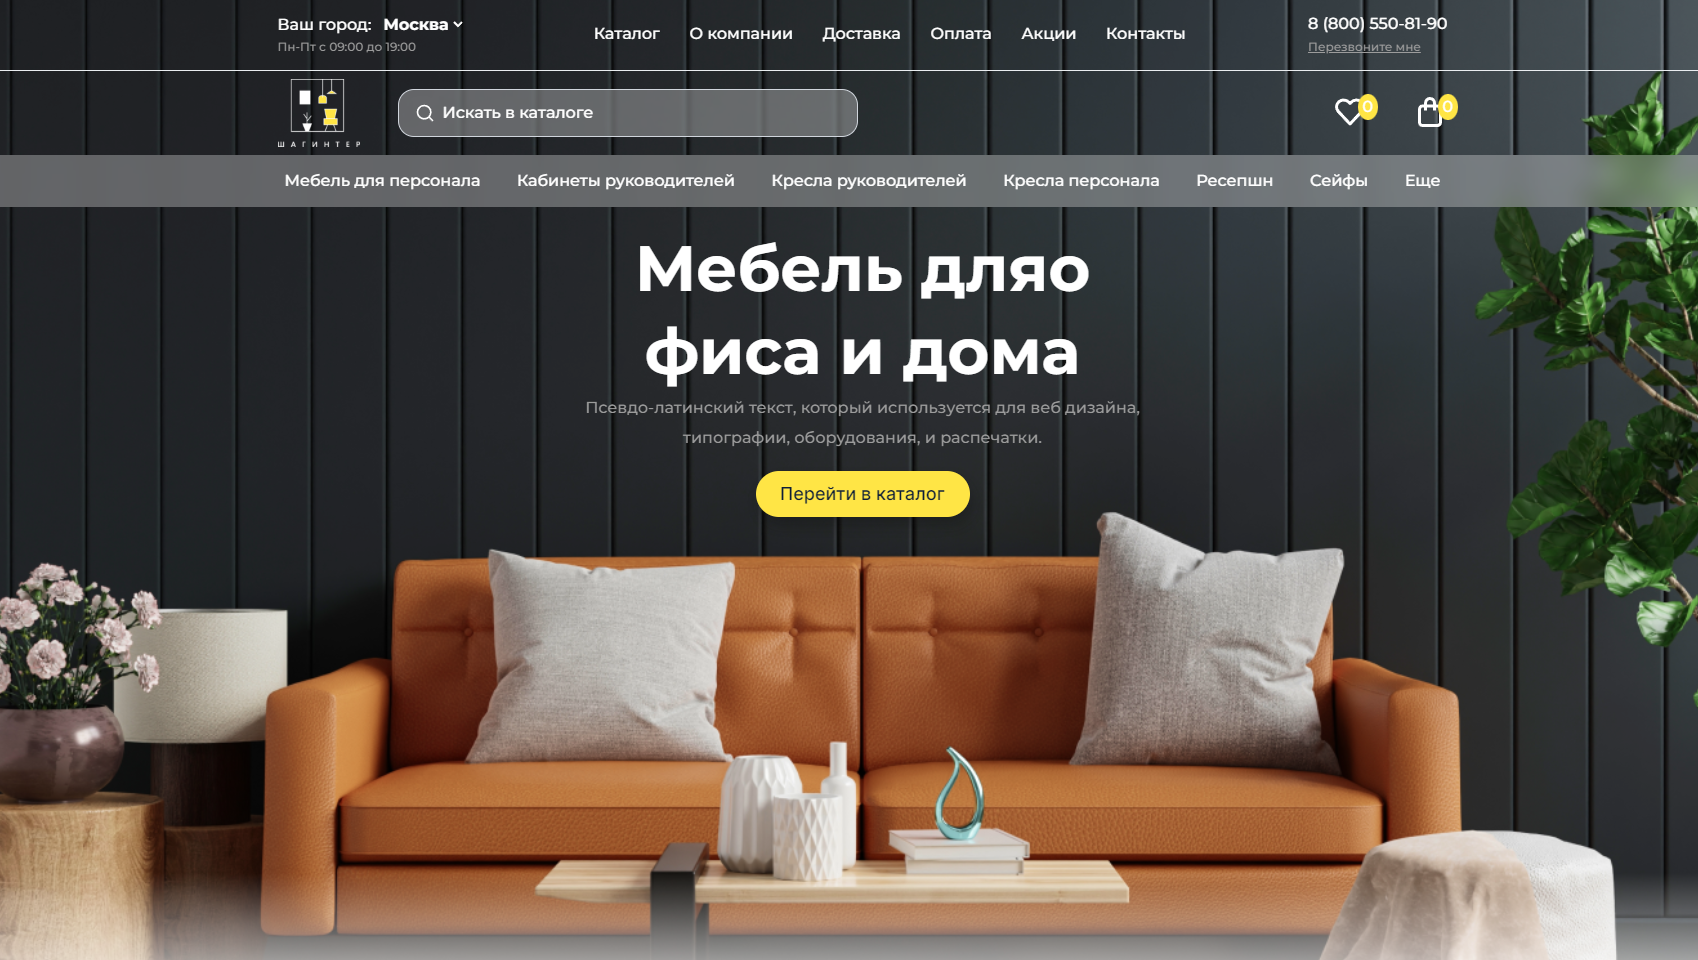 Ваш город: Москва
Пн-Пт с 09:00 до 19:00
Каталог О компании Доставка Оплата Акции Контакты
8 (800) 550-81-90
Перезвоните мне
ШАГИНТЕР
Искать в каталоге
0 0
Мебель для персонала Кабинеты руководителей Кресла руководителей Кресла персонала Ресепшн Сейфы Еще
Мебель дляо
фиса и дома
Псевдо-латинский текст, который используется для веб дизайна,
типографии, оборудования, и распечатки.
Перейти в каталог